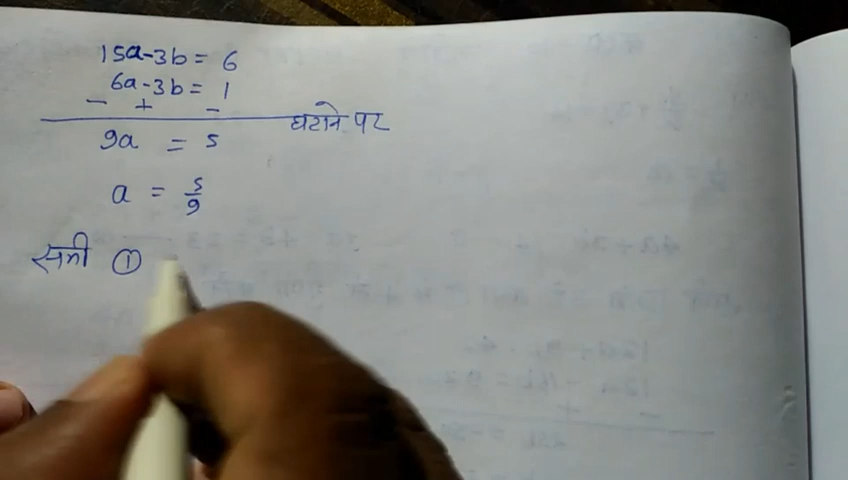 15a-3b= 6
6a-3b= 1
- + -
घटाने पर
9a = 5
a = 5/9
समी ①